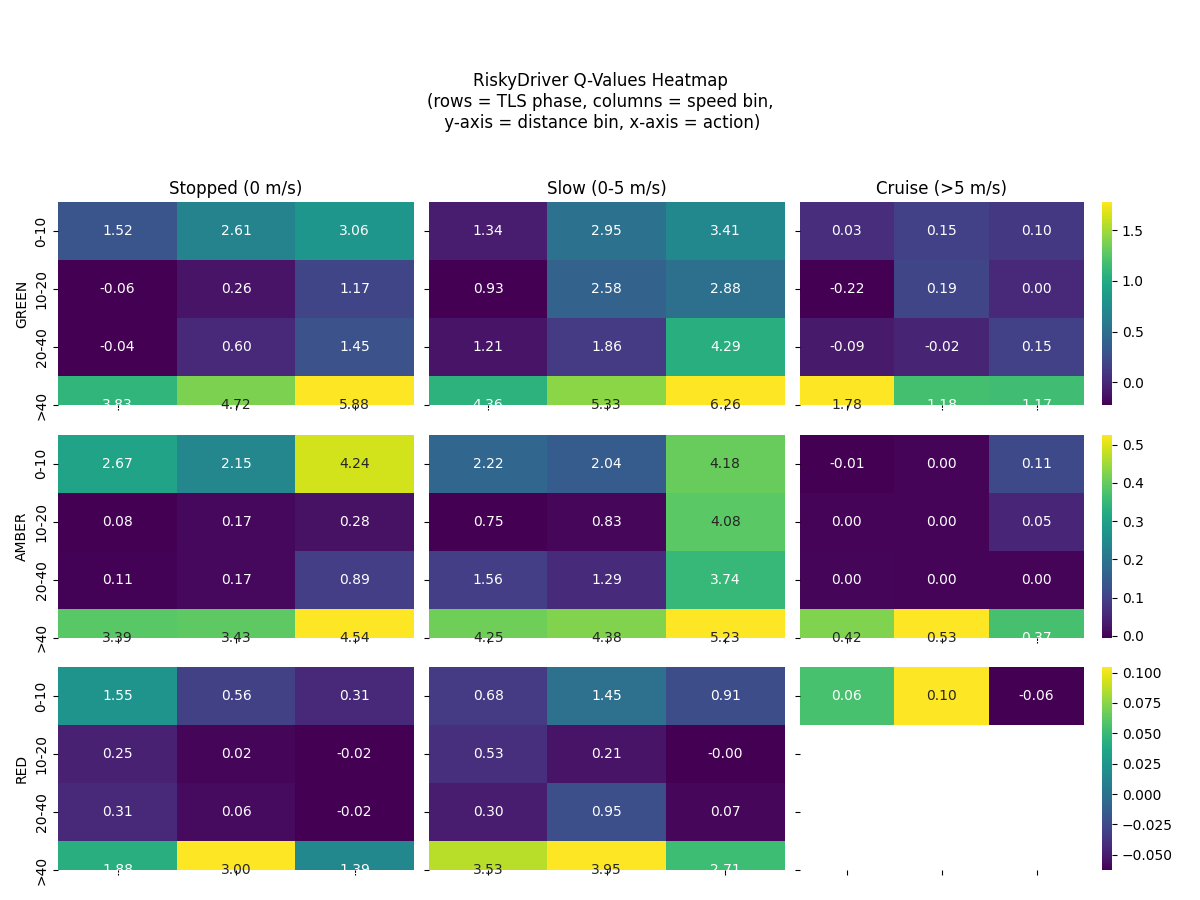 RiskyDriver Q-Values Heatmap
(rows = TLS phase, columns = speed bin,
y-axis = distance bin, x-axis = action)
Stopped (0 m/s) Slow (0-5 m/s) Cruise (>5 m/s)
GREEN
0-10 1.52 2.61 3.06 1.34 2.95 3.41 0.03 0.15 0.10
10-20 -0.06 0.26 1.17 0.93 2.58 2.88 -0.22 0.19 0.00
20-40 -0.04 0.60 1.45 1.21 1.86 4.29 -0.09 -0.02 0.15
>40 3.83 4.72 5.88 4.36 5.33 6.26 1.78 1.18 1.17
1.5
1.0
0.5
0.0
AMBER
0-10 2.67 2.15 4.24 2.22 2.04 4.18 -0.01 0.00 0.11
10-20 0.08 0.17 0.28 0.75 0.83 4.08 0.00 0.00 0.05
20-40 0.11 0.17 0.89 1.56 1.29 3.74 0.00 0.00 0.00
>40 3.39 3.43 4.54 4.25 4.38 5.23 0.42 0.53 0.37
0.5
0.4
0.3
0.2
0.1
0.0
RED
0-10 1.55 0.56 0.31 0.68 1.45 0.91 0.06 0.10 -0.06
10-20 0.25 0.02 -0.02 0.53 0.21 -0.00
20-40 0.31 0.06 -0.02 0.30 0.95 0.07
>40 1.88 3.00 1.39 3.53 3.95 2.71
0.100
0.075
0.050
0.025
0.000
−0.025
−0.050